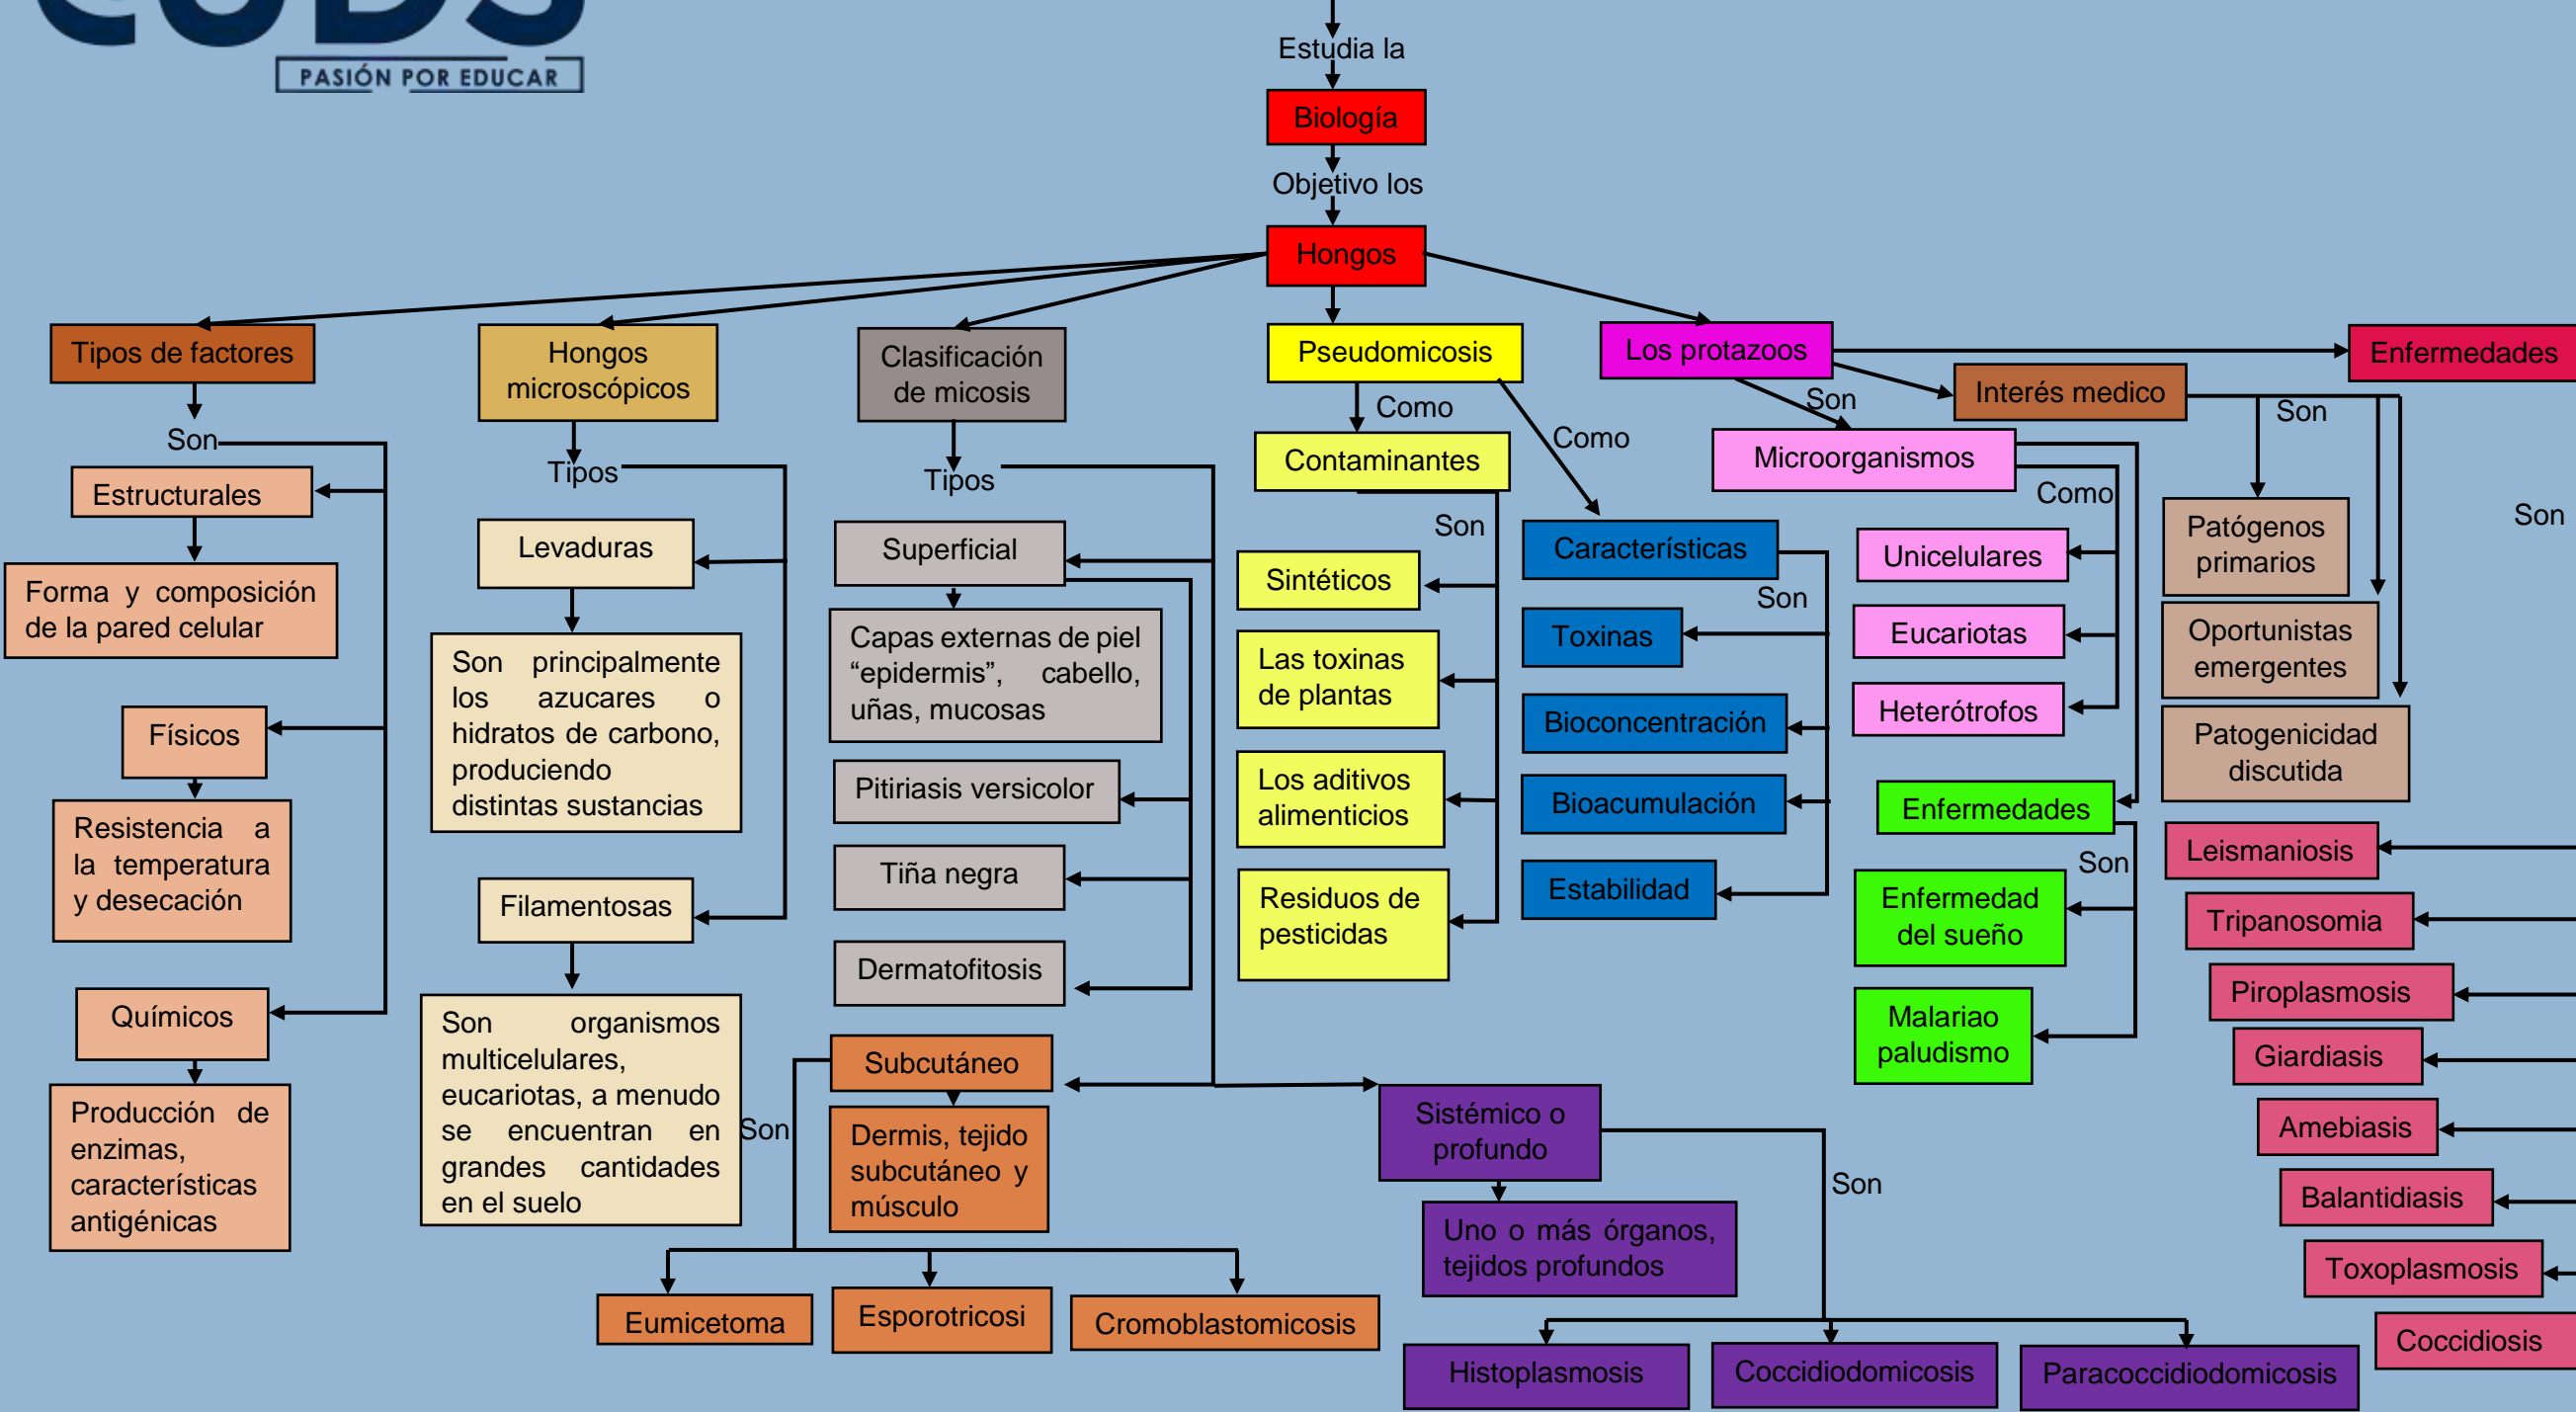 PASIÓN POR EDUCAR
Estudia la
Biología
Objetivo los
Hongos
Tipos de factores
Son
Estructurales
Forma y composición
de la pared celular
Físicos
Resistencia a
la temperatura
y desecación
Químicos
Producción de
enzimas,
características
antigénicas
Hongos
microscópicos
Tipos
Levaduras
Son principalmente
los azucares o
hidratos de carbono,
produciendo
distintas sustancias
Filamentosas
Son organismos
multicelulares,
eucariotas, a menudo
se encuentran en
grandes cantidades
en el suelo
Clasificación
de micosis
Tipos
Superficial
Capas externas de piel
“epidermis”, cabello,
uñas, mucosas
Pitiriasis versicolor
Tiña negra
Dermatofitosis
Subcutáneo
Son
Dermis, tejido
subcutáneo y
músculo
Eumicetoma
Esporotricosi
Cromoblastomicosis
Sistémico o
profundo
Son
Uno o más órganos,
tejidos profundos
Histoplasmosis
Coccidiodomicosis
Paracoccidiodomicosis
Pseudomicosis
Como
Contaminantes
Son
Sintéticos
Las toxinas
de plantas
Los aditivos
alimenticios
Residuos de
pesticidas
Como
Características
Son
Toxinas
Bioconcentración
Bioacumulación
Estabilidad
Los protazoos
Son
Microorganismos
Como
Unicelulares
Eucariotas
Heterótrofos
Enfermedades
Son
Enfermedad
del sueño
Malariao
paludismo
Interés medico
Son
Patógenos
primarios
Oportunistas
emergentes
Patogenicidad
discutida
Enfermedades
Son
Leismaniosis
Tripanosomia
Piroplasmosis
Giardiasis
Amebiasis
Balantidiasis
Toxoplasmosis
Coccidiosis